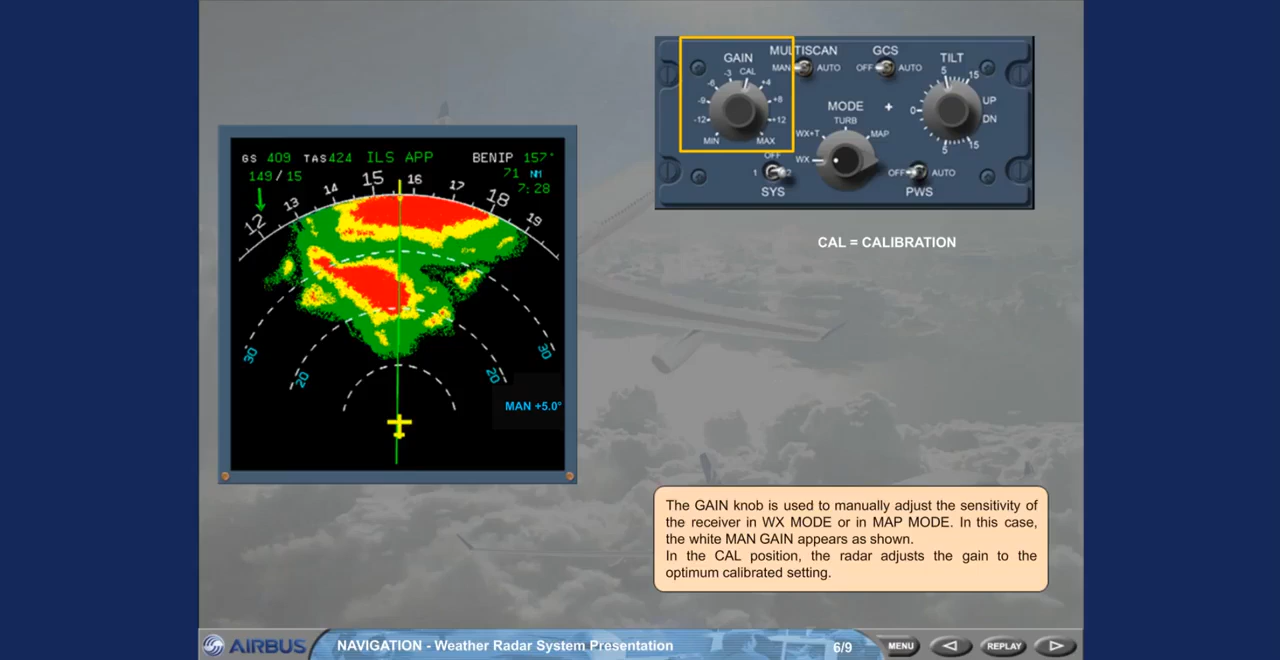 GS 409 TAS424 ILS APP BENIP 157°
149 / 15 71 NM
7:28
12 13 14 15 16 17 18 19
30 20 20 30
MAN +5.0°
GAIN MULTISCAN GCS TILT
MAN AUTO OFF AUTO
-12 -9 -6 -3 CAL +4 +8 +12
MIN MAX
5 15 UP
0 DN
5 15
MODE +
TURB
WX+T MAP
WX
OFF
1 2
SYS
OFF AUTO
PWS
CAL = CALIBRATION
The GAIN knob is used to manually adjust the sensitivity of
the receiver in WX MODE or in MAP MODE. In this case,
the white MAN GAIN appears as shown.
In the CAL position, the radar adjusts the gain to the
optimum calibrated setting.
AIRBUS NAVIGATION - Weather Radar System Presentation 6/9 MENU REPLAY